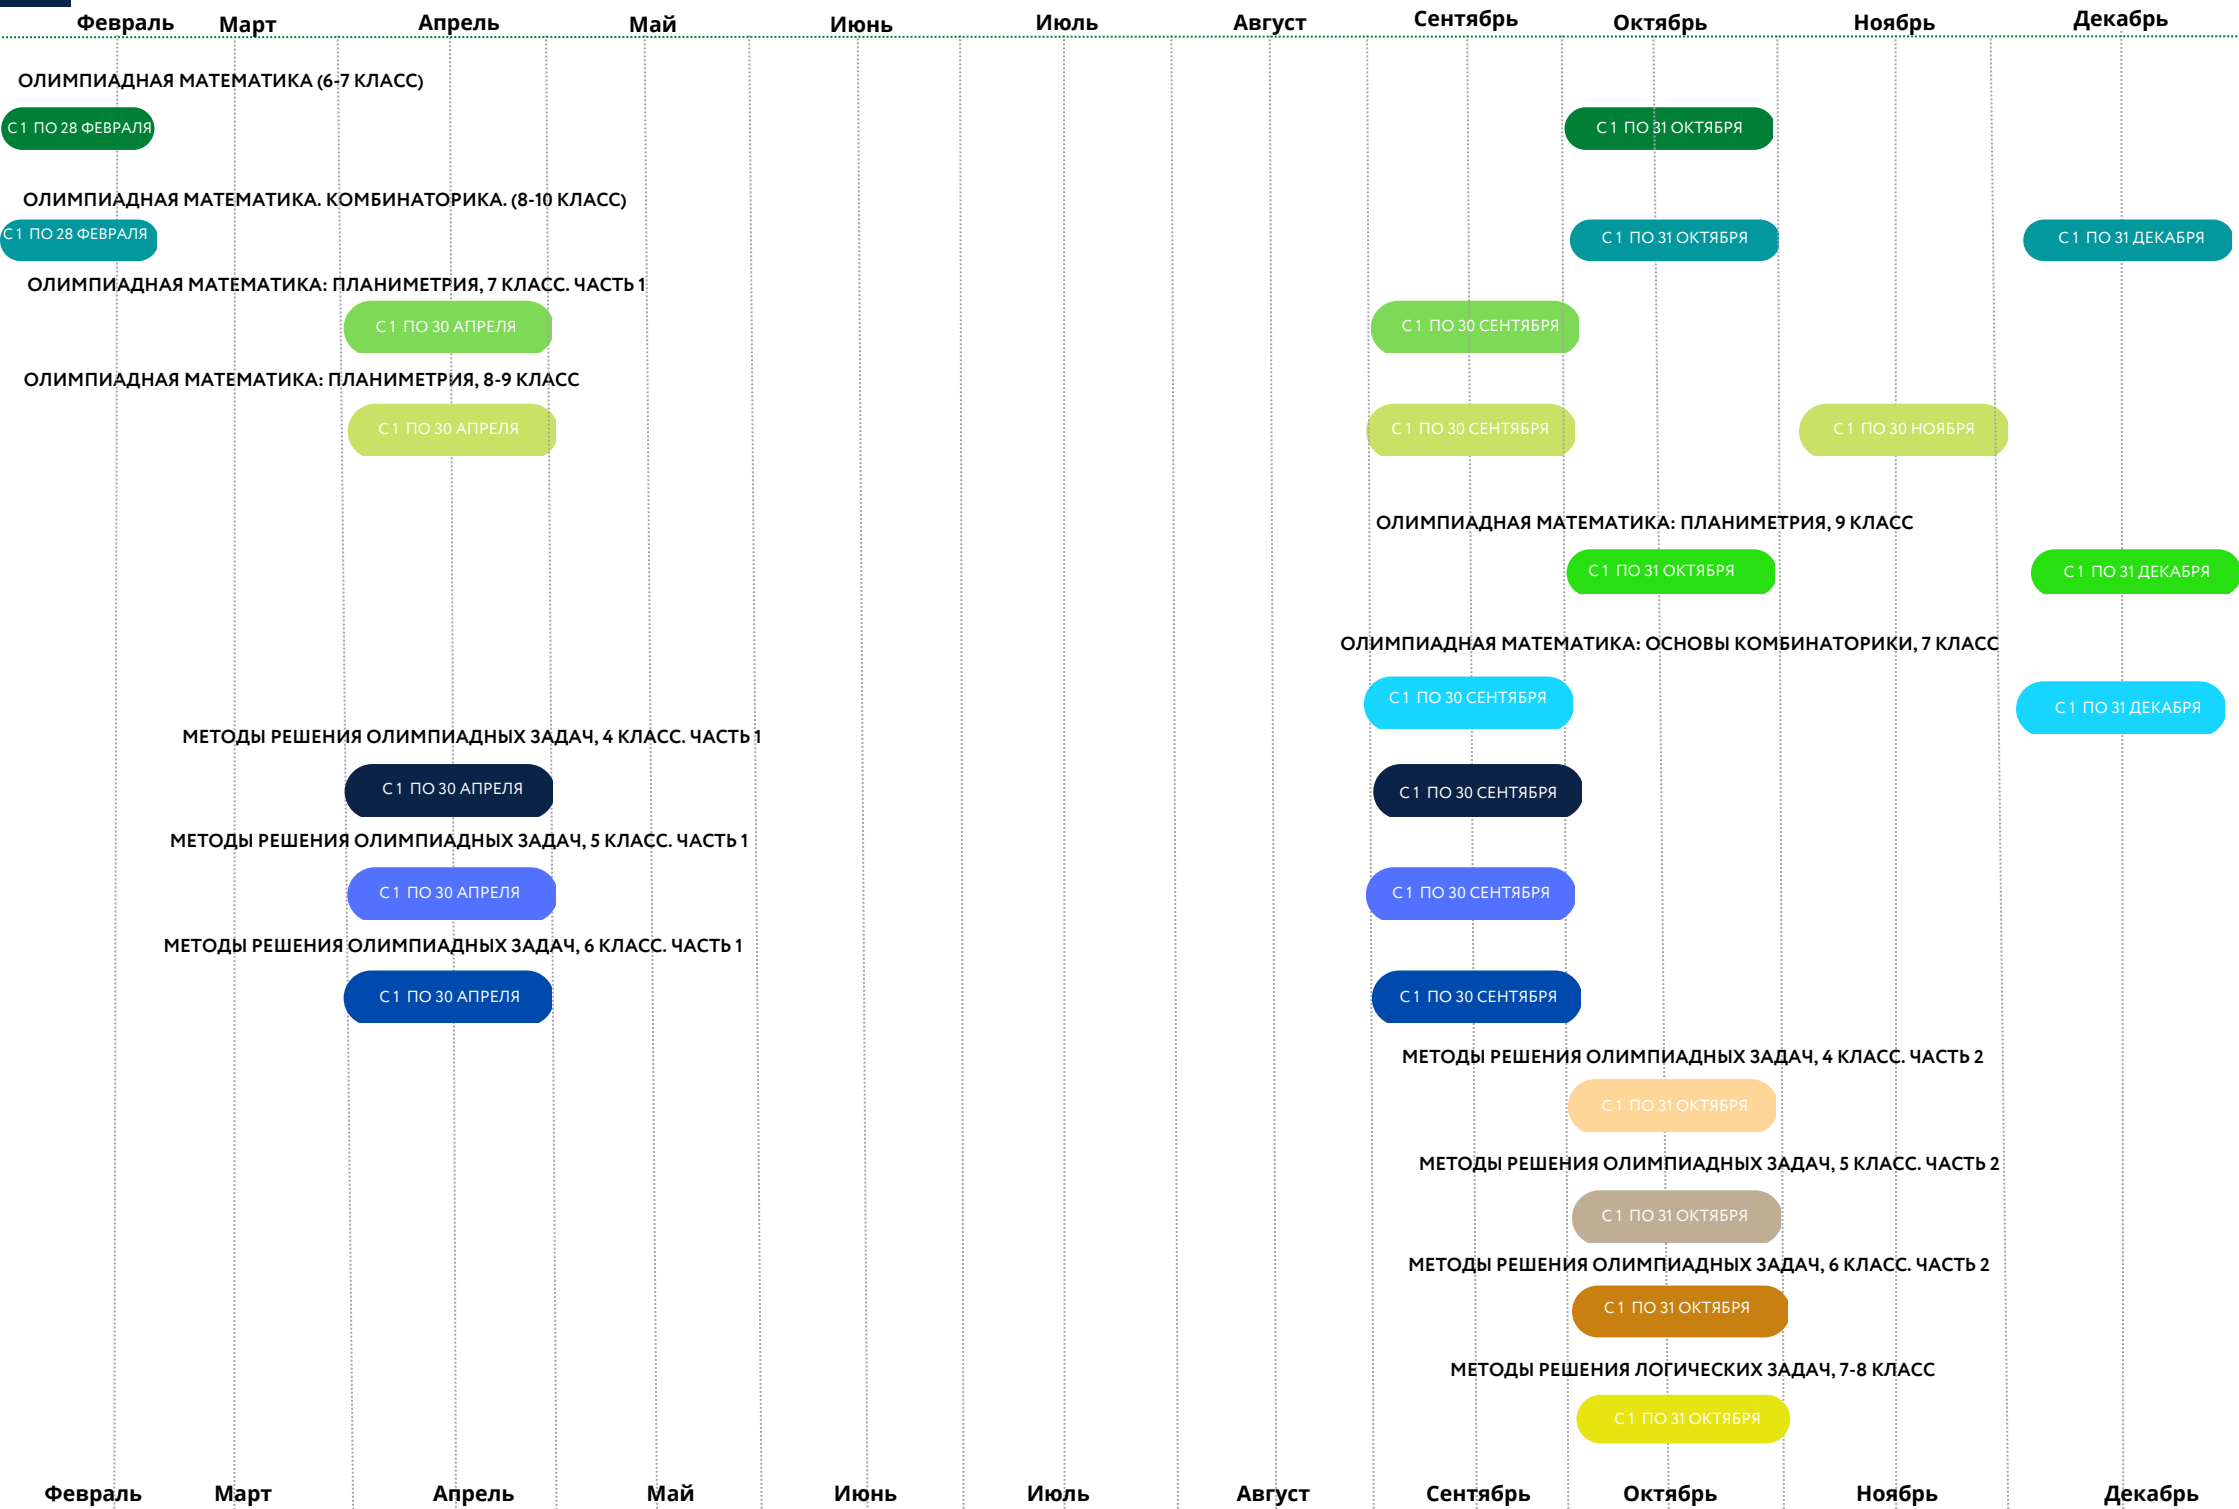 Февраль Март Апрель Май Июнь Июль Август Сентябрь Октябрь Ноябрь Декабрь
ОЛИМПИАДНАЯ МАТЕМАТИКА (6-7 КЛАСС)
С 1 ПО 28 ФЕВРАЛЯ С 1 ПО 31 ОКТЯБРЯ
ОЛИМПИАДНАЯ МАТЕМАТИКА. КОМБИНАТОРИКА. (8-10 КЛАСС)
С 1 ПО 28 ФЕВРАЛЯ С 1 ПО 31 ОКТЯБРЯ С 1 ПО 31 ДЕКАБРЯ
ОЛИМПИАДНАЯ МАТЕМАТИКА: ПЛАНИМЕТРИЯ, 7 КЛАСС. ЧАСТЬ 1
С 1 ПО 30 АПРЕЛЯ С 1 ПО 30 СЕНТЯБРЯ
ОЛИМПИАДНАЯ МАТЕМАТИКА: ПЛАНИМЕТРИЯ, 8-9 КЛАСС
С 1 ПО 30 АПРЕЛЯ С 1 ПО 30 СЕНТЯБРЯ С 1 ПО 30 НОЯБРЯ
ОЛИМПИАДНАЯ МАТЕМАТИКА: ПЛАНИМЕТРИЯ, 9 КЛАСС
С 1 ПО 31 ОКТЯБРЯ С 1 ПО 31 ДЕКАБРЯ
ОЛИМПИАДНАЯ МАТЕМАТИКА: ОСНОВЫ КОМБИНАТОРИКИ, 7 КЛАСС
С 1 ПО 30 СЕНТЯБРЯ С 1 ПО 31 ДЕКАБРЯ
МЕТОДЫ РЕШЕНИЯ ОЛИМПИАДНЫХ ЗАДАЧ, 4 КЛАСС. ЧАСТЬ 1
С 1 ПО 30 АПРЕЛЯ С 1 ПО 30 СЕНТЯБРЯ
МЕТОДЫ РЕШЕНИЯ ОЛИМПИАДНЫХ ЗАДАЧ, 5 КЛАСС. ЧАСТЬ 1
С 1 ПО 30 АПРЕЛЯ С 1 ПО 30 СЕНТЯБРЯ
МЕТОДЫ РЕШЕНИЯ ОЛИМПИАДНЫХ ЗАДАЧ, 6 КЛАСС. ЧАСТЬ 1
С 1 ПО 30 АПРЕЛЯ С 1 ПО 30 СЕНТЯБРЯ
МЕТОДЫ РЕШЕНИЯ ОЛИМПИАДНЫХ ЗАДАЧ, 4 КЛАСС. ЧАСТЬ 2
С 1 ПО 31 ОКТЯБРЯ
МЕТОДЫ РЕШЕНИЯ ОЛИМПИАДНЫХ ЗАДАЧ, 5 КЛАСС. ЧАСТЬ 2
С 1 ПО 31 ОКТЯБРЯ
МЕТОДЫ РЕШЕНИЯ ОЛИМПИАДНЫХ ЗАДАЧ, 6 КЛАСС. ЧАСТЬ 2
С 1 ПО 31 ОКТЯБРЯ
МЕТОДЫ РЕШЕНИЯ ЛОГИЧЕСКИХ ЗАДАЧ, 7-8 КЛАСС
С 1 ПО 31 ОКТЯБРЯ
Февраль Март Апрель Май Июнь Июль Август Сентябрь Октябрь Ноябрь Декабрь